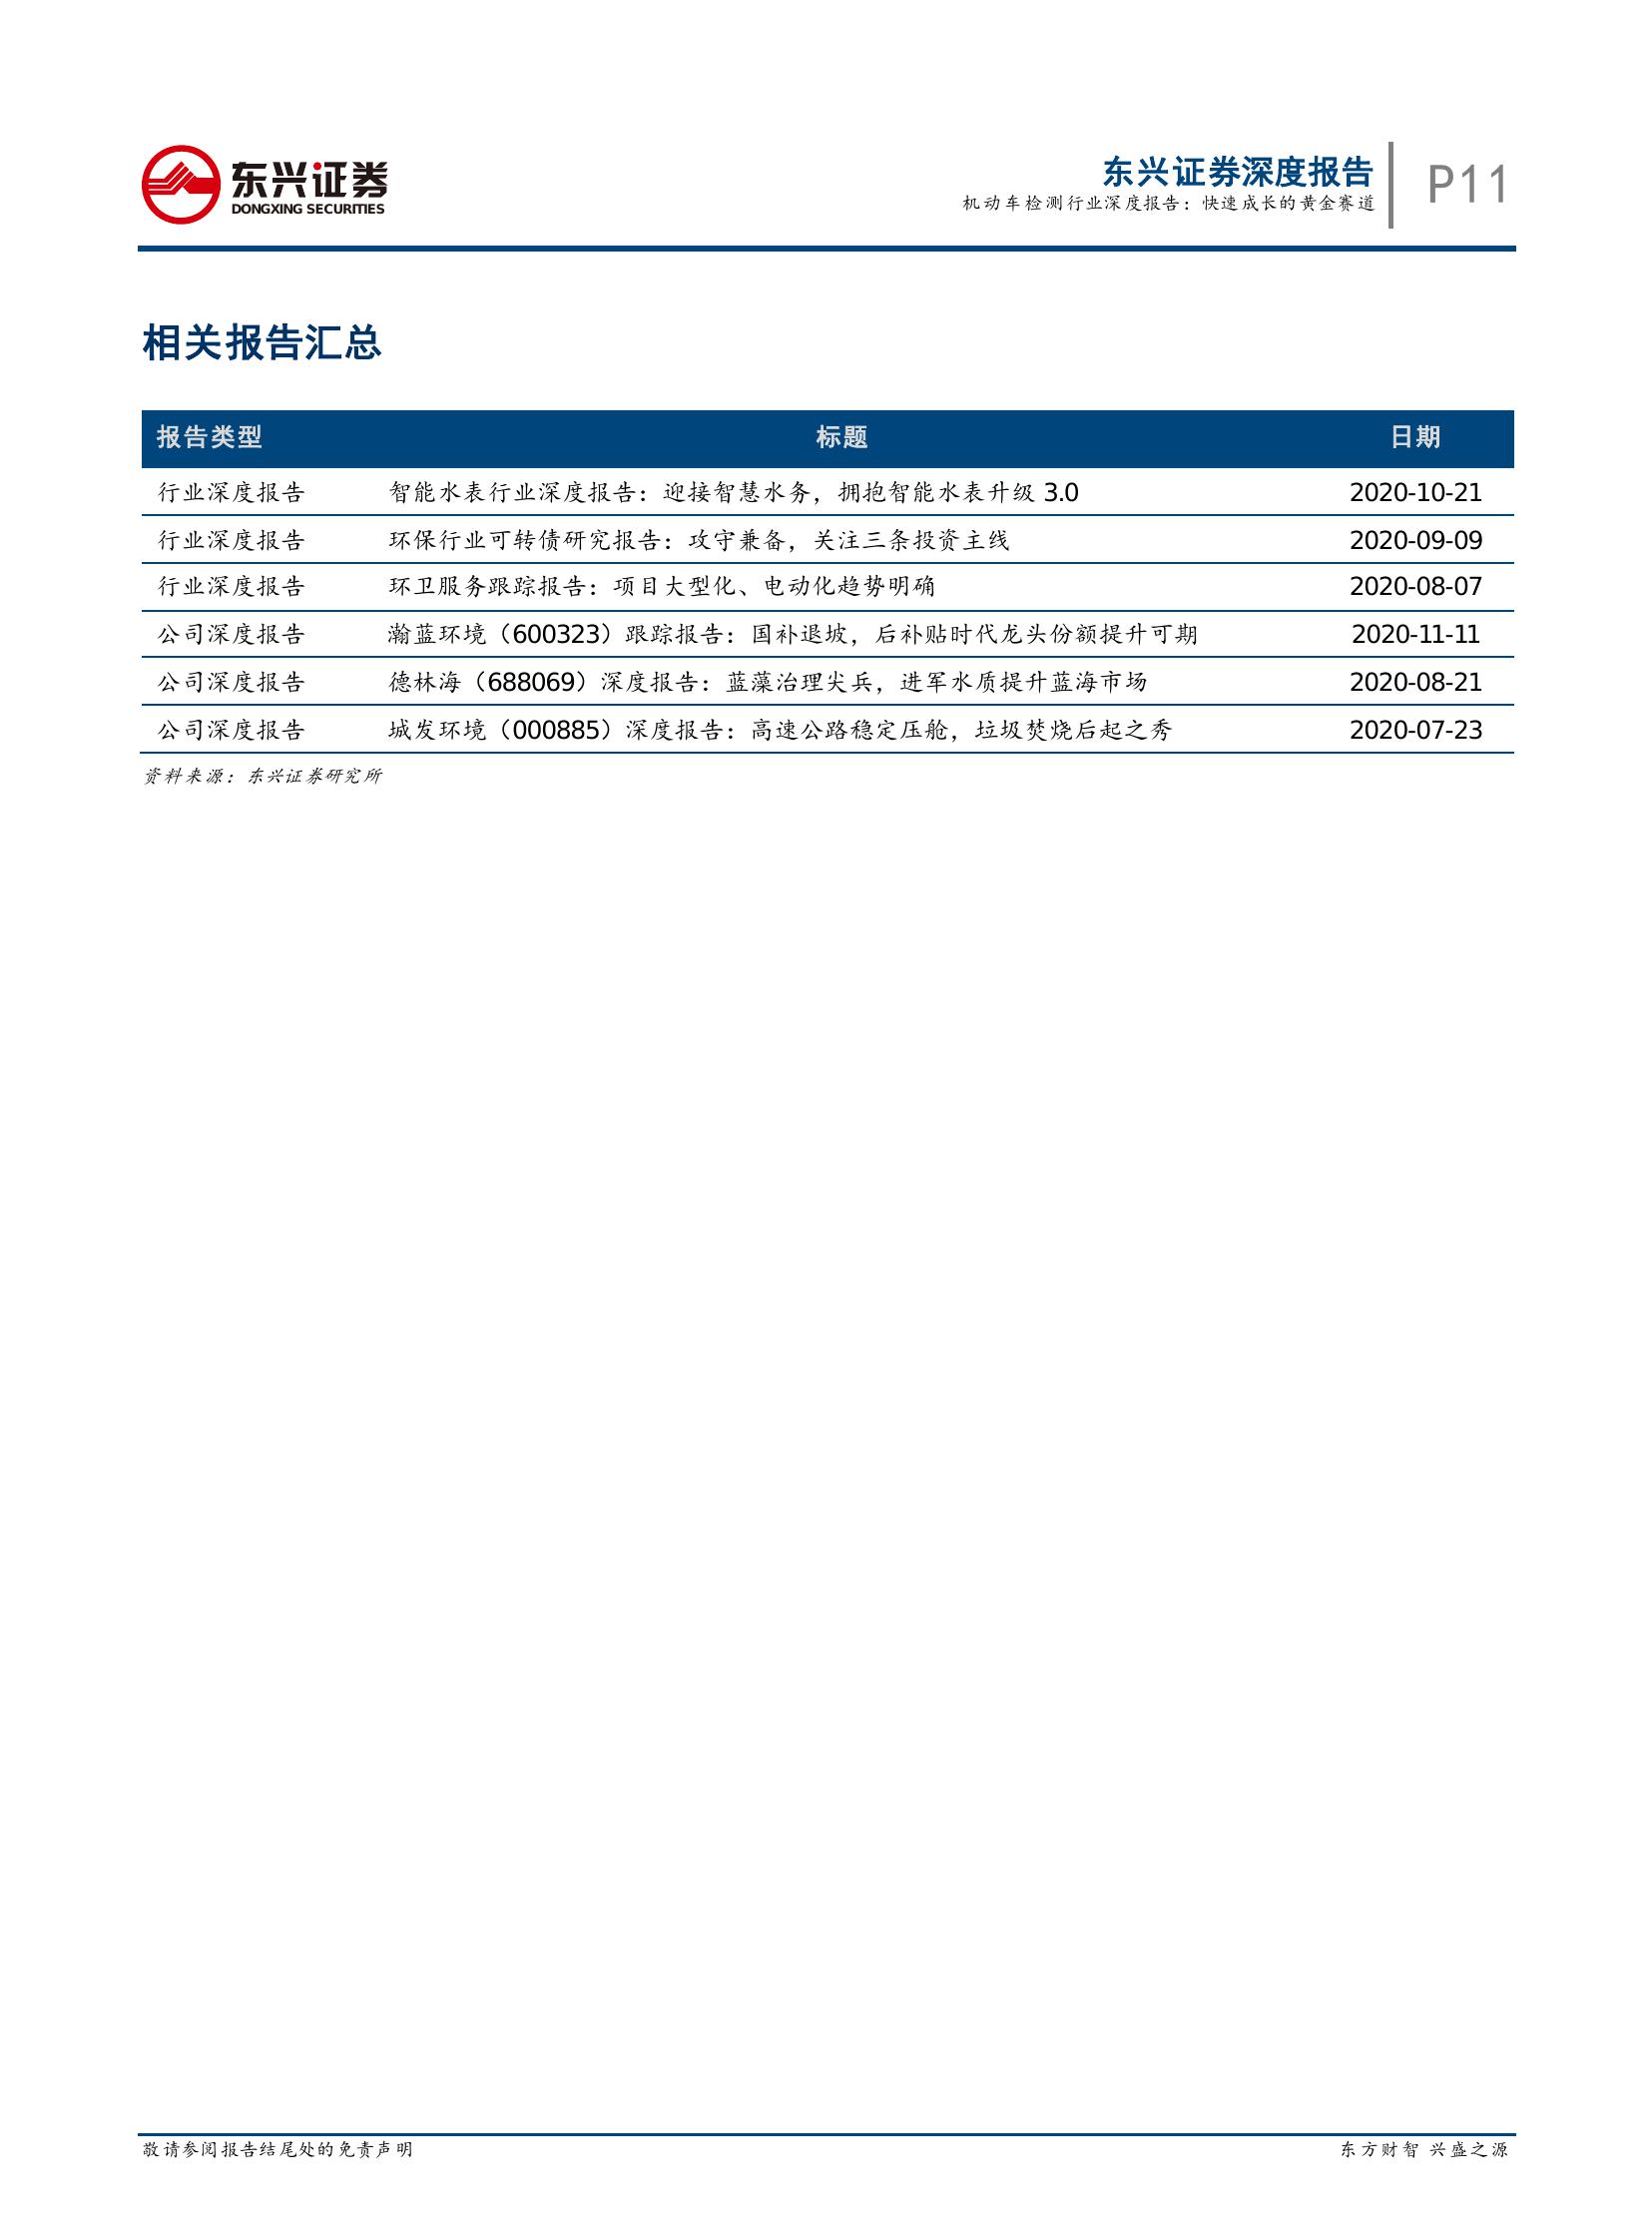 东兴证券
DONGXING SECURITIES
东兴证券深度报告
机动车检测行业深度报告：快速成长的黄金赛道
P11
相关报告汇总
报告类型 标题 日期
行业深度报告 智能水表行业深度报告：迎接智慧水务，拥抱智能水表升级 3.0 2020-10-21
行业深度报告 环保行业可转债研究报告：攻守兼备，关注三条投资主线 2020-09-09
行业深度报告 环卫服务跟踪报告：项目大型化、电动化趋势明确 2020-08-07
公司深度报告 瀚蓝环境（600323）跟踪报告：国补退坡，后补贴时代龙头份额提升可期 2020-11-11
公司深度报告 德林海（688069）深度报告：蓝藻治理尖兵，进军水质提升蓝海市场 2020-08-21
公司深度报告 城发环境（000885）深度报告：高速公路稳定压舱，垃圾焚烧后起之秀 2020-07-23
资料来源：东兴证券研究所
敬请参阅报告结尾处的免责声明 东方财智 兴盛之源